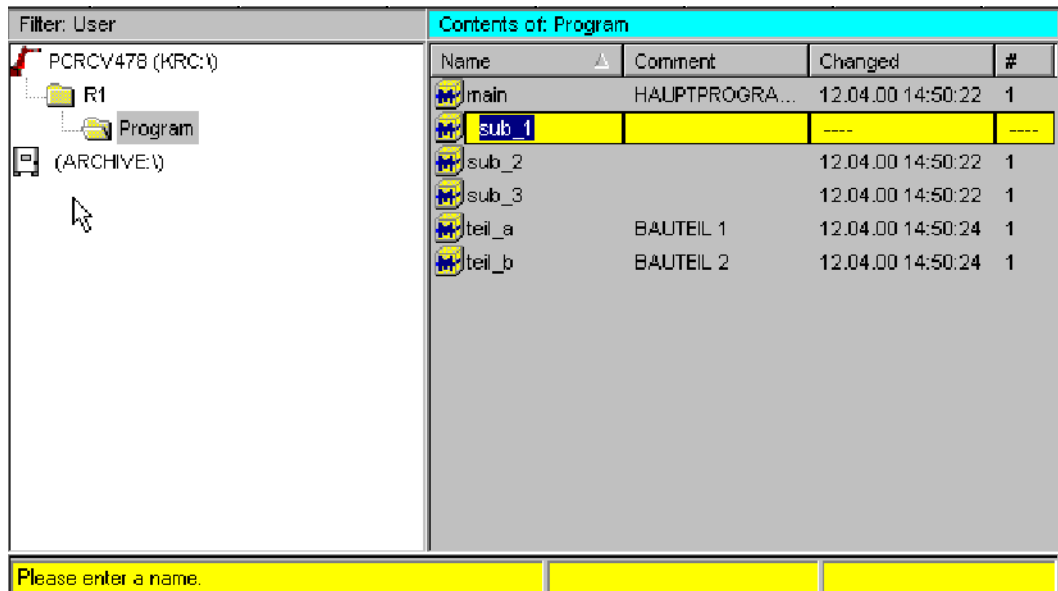 Filter: User
PCRCV478 (KRC:\)
R1
Program
(ARCHIVE:\)
Contents of: Program
Name Comment Changed #
main HAUPTPROGRA... 12.04.00 14:50:22 1
sub_1 ---- ----
sub_2 12.04.00 14:50:22 1
sub_3 12.04.00 14:50:22 1
teil_a BAUTEIL 1 12.04.00 14:50:24 1
teil_b BAUTEIL 2 12.04.00 14:50:24 1
Please enter a name.